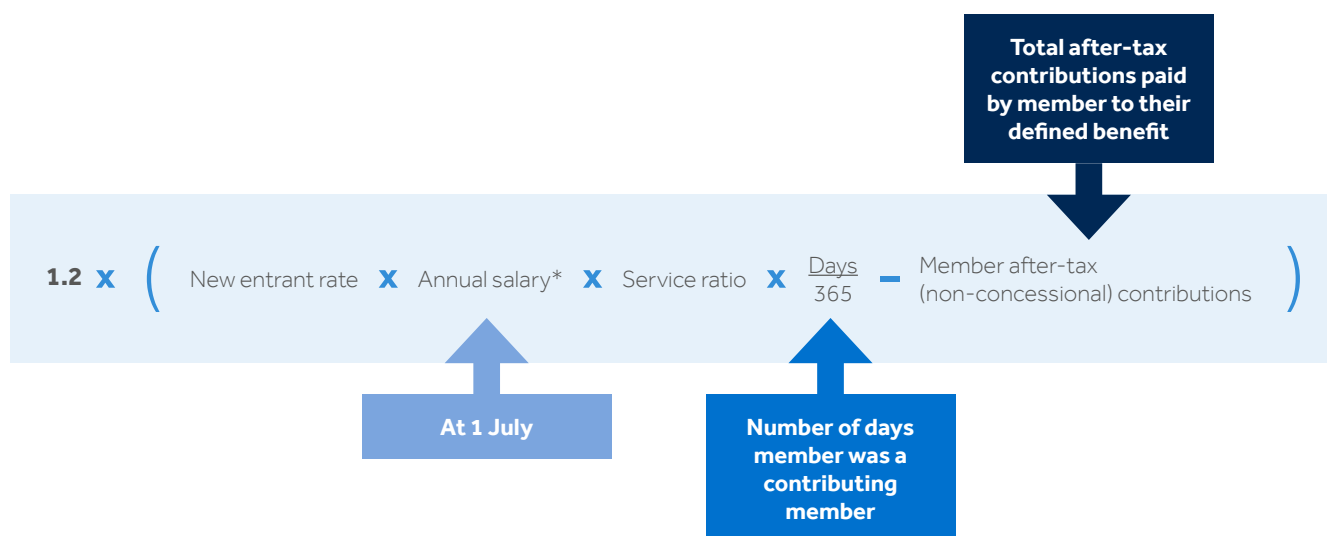 Total after-tax
contributions paid
by member to their
defined benefit
1.2 x ( New entrant rate x Annual salary* x Service ratio x Days
365 – Member after-tax
(non-concessional) contributions )
At 1 July
Number of days
member was a
contributing
member